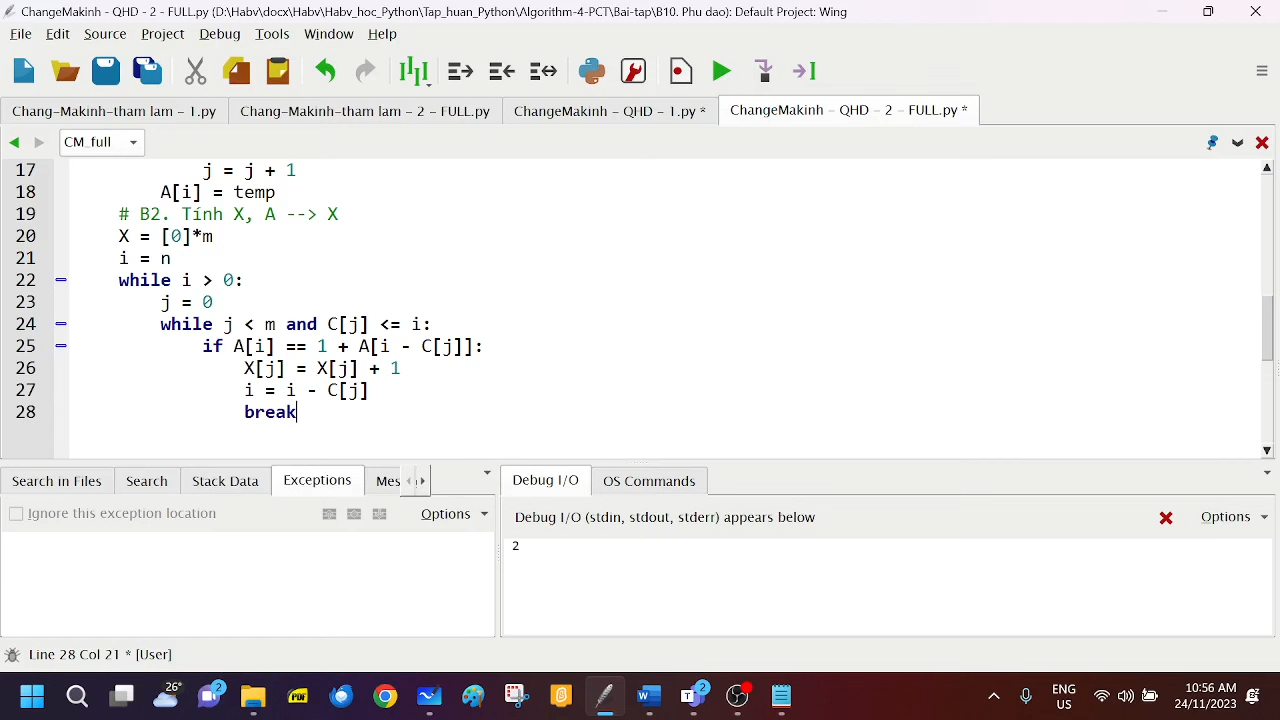 ChangeMakinh - QHD - 2 - FULL.py (D:\Habv\docx\Habv\Habv_hoc_Python\Tap_huan_Python\Algorithm-4-PCT\Bai-tap\B10. Phu dao): Default Project: Wing
File Edit Source Project Debug Tools Window Help
Chang-Makinh-tham lam - 1.py Chang-Makinh-tham lam - 2 - FULL.py ChangeMakinh - QHD - 1.py * ChangeMakinh - QHD - 2 - FULL.py *
CM_full
17 j = j + 1
18 A[i] = temp
19 # B2. Tính X, A --> X
20 X = [0]*m
21 i = n
22 while i > 0:
23 j = 0
24 while j < m and C[j] <= i:
25 if A[i] == 1 + A[i - C[j]]:
26 X[j] = X[j] + 1
27 i = i - C[j]
28 break
Search in Files Search Stack Data Exceptions Debug I/O OS Commands
Ignore this exception location Options Debug I/O (stdin, stdout, stderr) appears below Options
2
Line 28 Col 21 * [User]
26° 2 PDF 2 ENG US 10:56 AM 24/11/2023